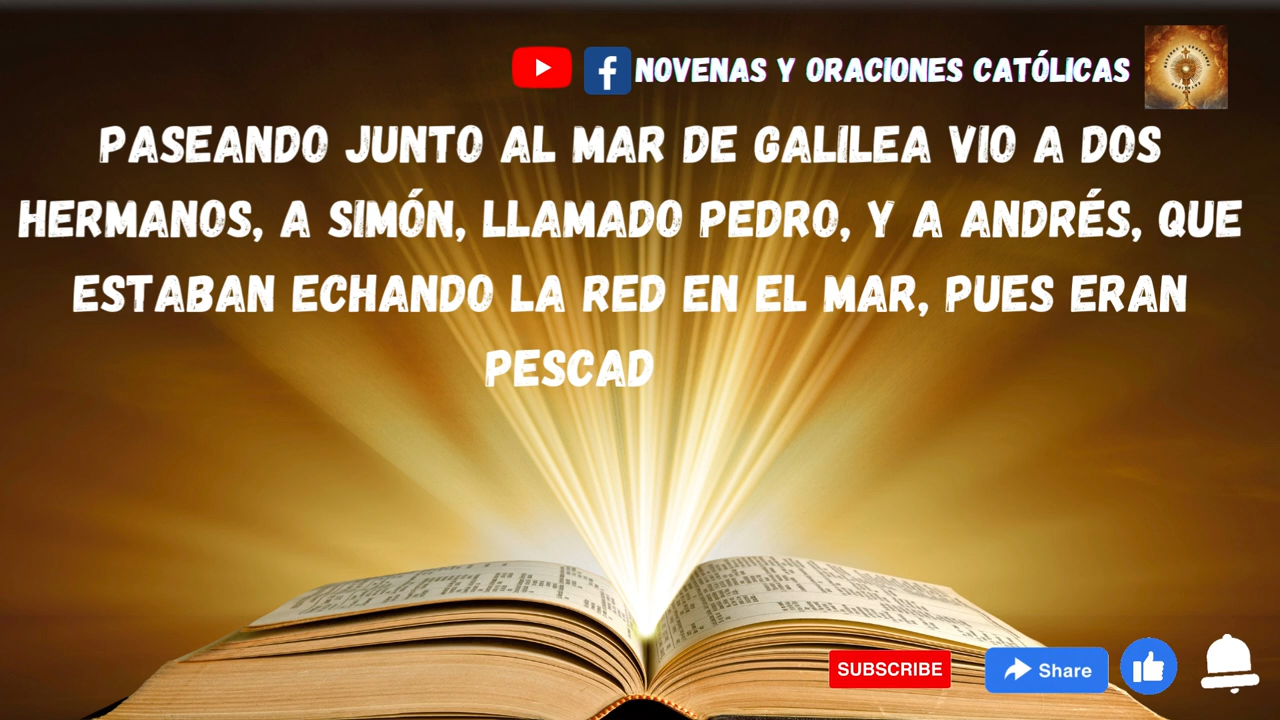 NOVENAS Y ORACIONES CATÓLICAS
PASEANDO JUNTO AL MAR DE GALILEA VIO A DOS
HERMANOS, A SIMÓN, LLAMADO PEDRO, Y A ANDRÉS, QUE
ESTABAN ECHANDO LA RED EN EL MAR, PUES ERAN
PESCAD
SUBSCRIBE
Share